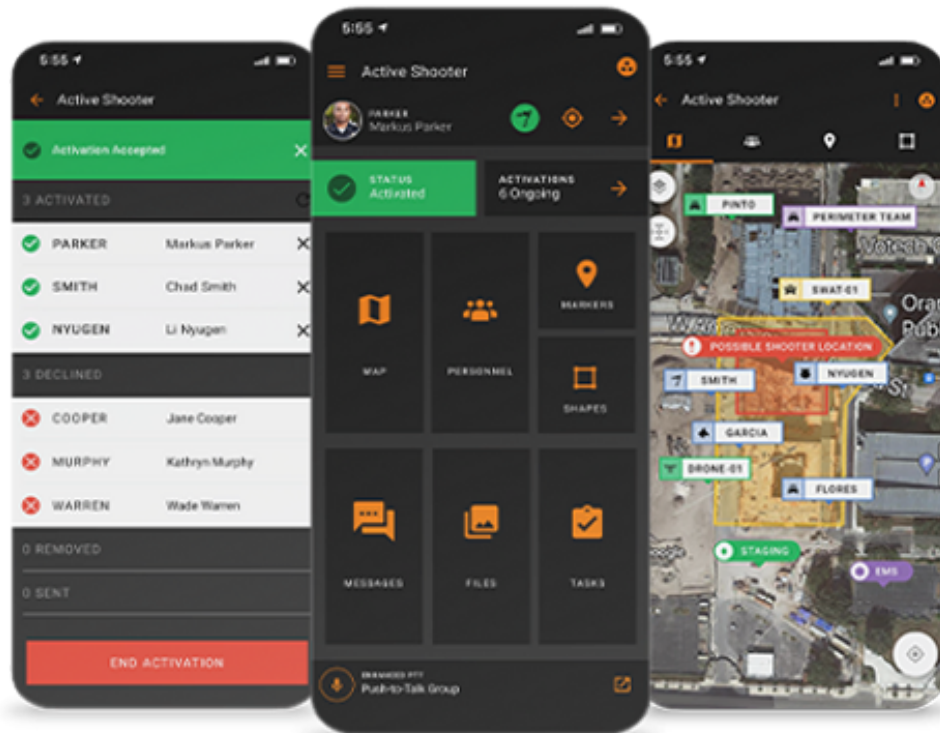 5:55
Active Shooter
Activation Accepted
3 ACTIVATED
PARKER Markus Parker
SMITH Chad Smith
NYUGEN Li Nyugen
3 DECLINED
COOPER Jane Cooper
MURPHY Kathryn Murphy
WARREN Wade Warren
0 REMOVED
0 SENT
END ACTIVATION
5:55
Active Shooter
PARKER
Markus Parker
STATUS
Activated
ACTIVATIONS
6 Ongoing
MAP
PERSONNEL
MARKERS
SHAPES
MESSAGES
FILES
TASKS
ENHANCED PTT
Push-to-Talk Group
5:55
Active Shooter
PINTO
PERIMETER TEAM
Votech
SWAT-01
Oran
Pub
POSSIBLE SHOOTER LOCATION
SMITH
NYUGEN
St
GARCIA
DRONE-01
FLORES
STAGING
EMS